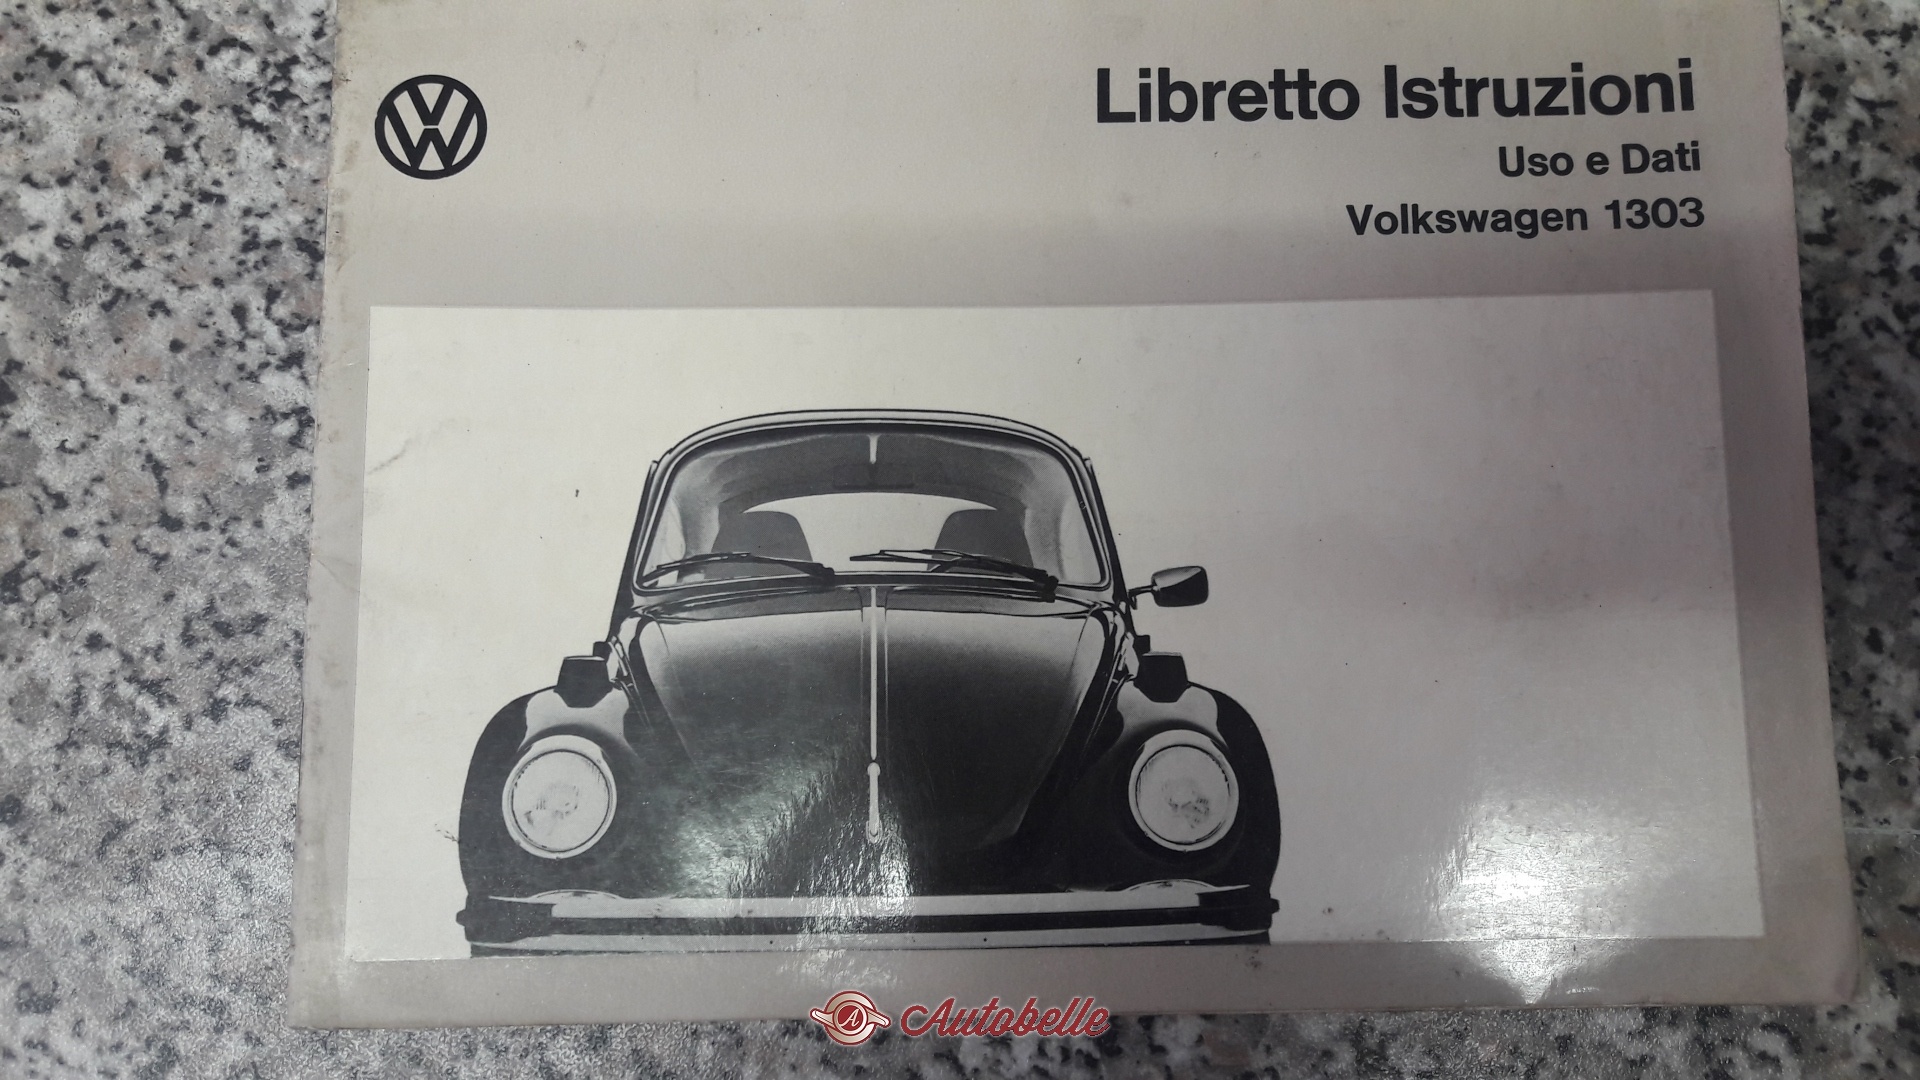 Libretto Istruzioni
Uso e Dati
Volkswagen 1303
A Autobelle